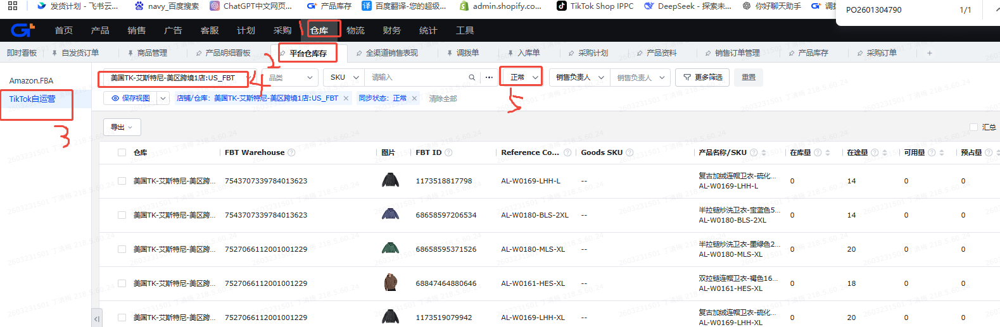 发货计划 - 飞书云... navy_百度搜索 ChatGPT中文网页... 产品库存 百度翻译-您的超级... admin.shopify.co... TikTok Shop IPPC DeepSeek - 探索未... 你好聊天助手 调拨
PO2601304790 1/1
首页 产品 销售 广告 客服 计划 采购 仓库 物流 财务 统计 工具
即时看板 自发货订单 商品管理 产品明细看板 平台仓库存 全渠道销售表现 调拨单 入库单 采购计划 产品资料 销售订单管理 产品库存 采购订单 +
1 2 3 4 5
Amazon.FBA
TikTok自运营
美国TK-艾斯特尼-美区跨境1店:US_FBT 品类 SKU 请输入 正常 销售负责人 销售负责人 更多筛选 重置
保存视图 店铺/仓库: 美国TK-艾斯特尼-美区跨境1店:US_FBT × 同步状态: 正常 × 清除全部
导出 汇总
仓库 FBT Warehouse 图片 FBT ID Reference Co... Goods SKU 产品名称/SKU 在库量 在途量 可用量 预占量
美国TK-艾斯特尼-美区跨... 7543707339784013623 1173518817798 AL-W0169-LHH-L -- 复古加绒连帽卫衣-硫化... 0 14 0 0
AL-W0169-LHH-L
美国TK-艾斯特尼-美区跨... 7543707339784013623 68658597206534 AL-W0180-BLS-2XL -- 半拉链纱洗卫衣-宝蓝色5... 0 14 0 0
AL-W0180-BLS-2XL
美国TK-艾斯特尼-美区跨... 7527066112001001229 68658595371526 AL-W0180-MLS-XL -- 半拉链纱洗卫衣-墨绿色2... 0 20 0 0
AL-W0180-MLS-XL
美国TK-艾斯特尼-美区跨... 7527066112001001229 68847464880646 AL-W0161-HES-XL -- 双拉链连帽卫衣-褐色16... 0 18 0 0
AL-W0161-HES-XL
美国TK-艾斯特尼-美区跨... 7527066112001001229 1173519079942 AL-W0169-LHH-XL -- 复古加绒连帽卫衣-硫化... 0 20 0 0
AL-W0169-LHH-XL